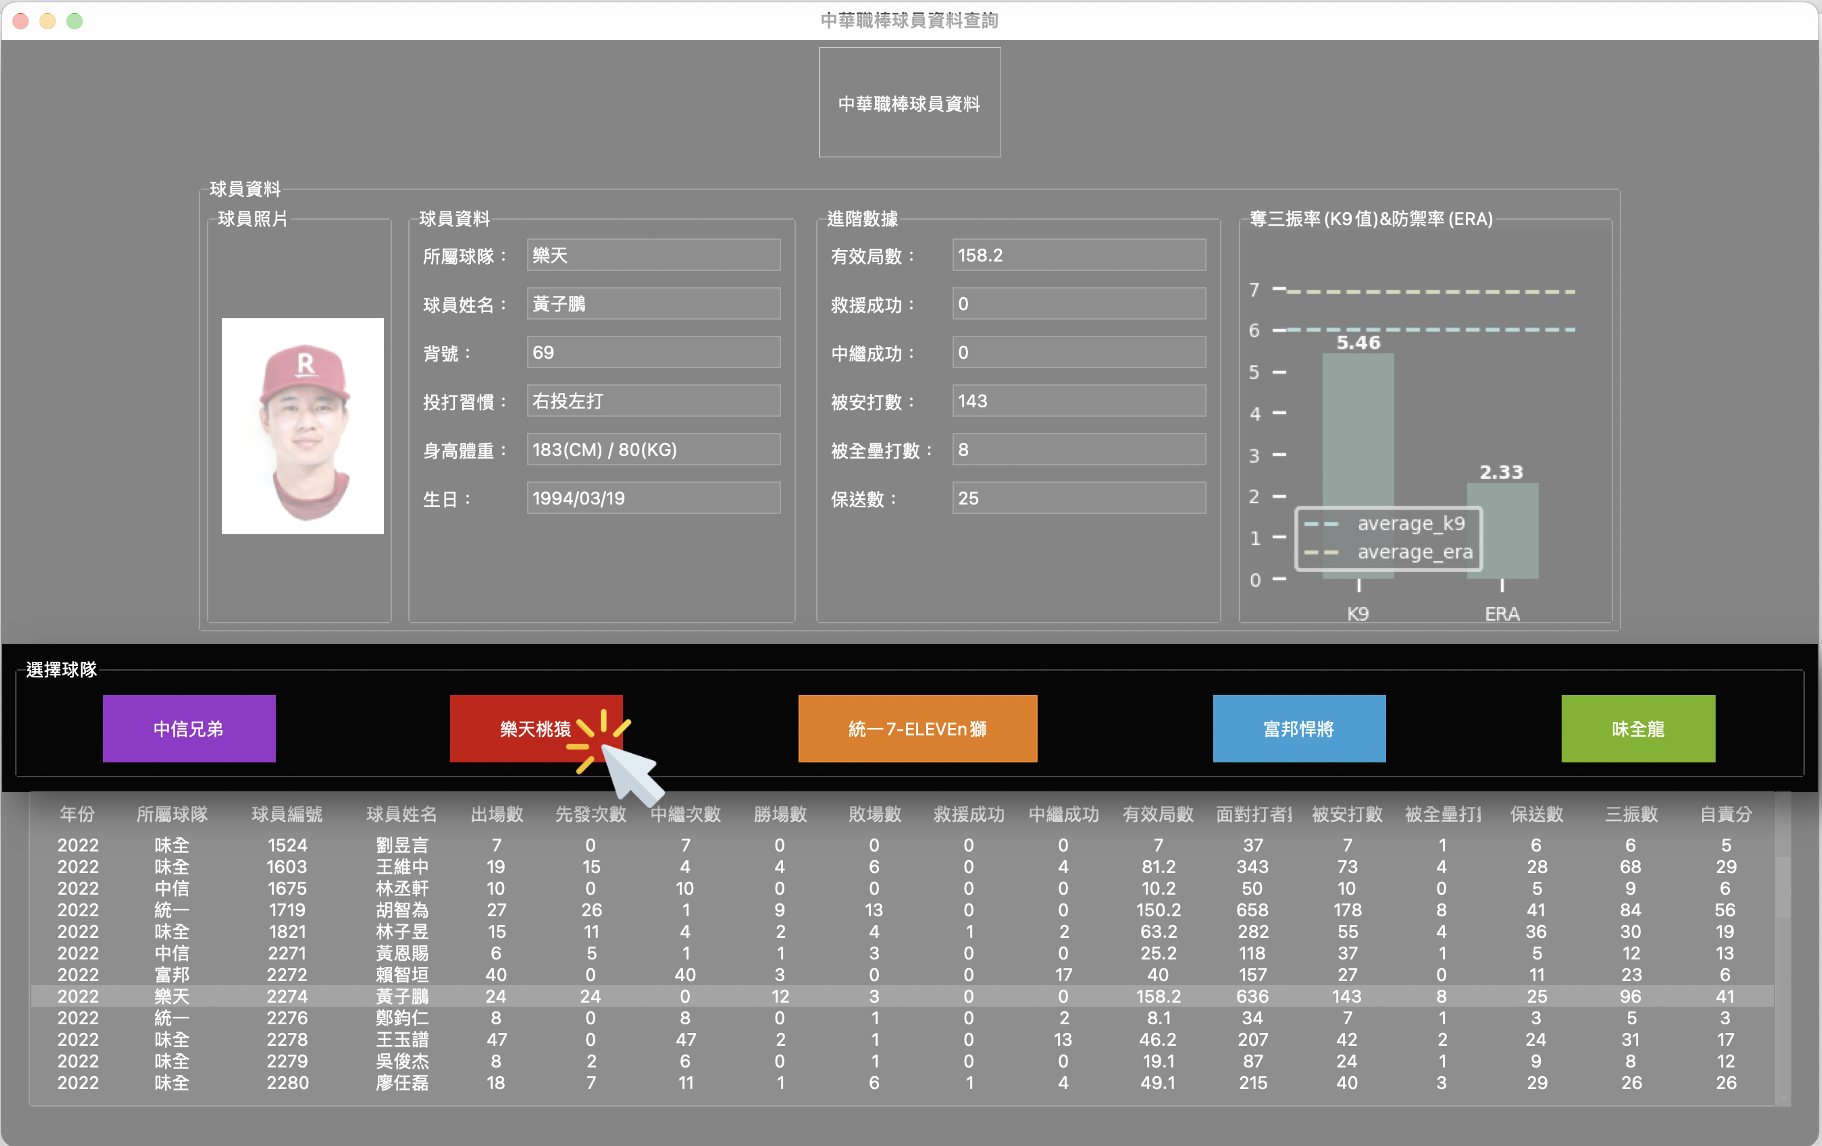 中華職棒球員資料查詢
中華職棒球員資料
球員資料
球員照片
R
球員資料
所屬球隊： 樂天
球員姓名： 黃子鵬
背號： 69
投打習慣： 右投左打
身高體重： 183(CM) / 80(KG)
生日： 1994/03/19
進階數據
有效局數： 158.2
救援成功： 0
中繼成功： 0
被安打數： 143
被全壘打數： 8
保送數： 25
奪三振率(K9值)&防禦率(ERA)
7
6
5.46
5
4
3
2.33
2
average_k9
1
average_era
0
K9 ERA
選擇球隊
中信兄弟 樂天桃猿 統一7-ELEVEn獅 富邦悍將 味全龍
年份 所屬球隊 球員編號 球員姓名 出場數 先發次數 中繼次數 勝場數 敗場數 救援成功 中繼成功 有效局數 面對打者 被安打數 被全壘打 保送數 三振數 自責分
2022 味全 1524 劉昱言 7 0 7 0 0 0 0 7 37 7 1 6 6 5
2022 味全 1603 王維中 19 15 4 4 6 0 4 81.2 343 73 4 28 68 29
2022 中信 1675 林丞軒 10 0 10 0 0 0 0 10.2 50 10 0 5 9 6
2022 統一 1719 胡智為 27 26 1 9 13 0 0 150.2 658 178 8 41 84 56
2022 味全 1821 林子昱 15 11 4 2 4 1 2 63.2 282 55 4 36 30 19
2022 中信 2271 黃恩賜 6 5 1 1 3 0 0 25.2 118 37 1 5 12 13
2022 富邦 2272 賴智垣 40 0 40 3 0 0 17 40 157 27 0 11 23 6
2022 樂天 2274 黃子鵬 24 24 0 12 3 0 0 158.2 636 143 8 25 96 41
2022 統一 2276 鄭鈞仁 8 0 8 0 1 0 2 8.1 34 7 1 3 5 3
2022 味全 2278 王玉譜 47 0 47 2 1 0 13 46.2 207 42 2 24 31 17
2022 味全 2279 吳俊杰 8 2 6 0 1 0 0 19.1 87 24 1 9 8 12
2022 味全 2280 廖任磊 18 7 11 1 6 1 4 49.1 215 40 3 29 26 26